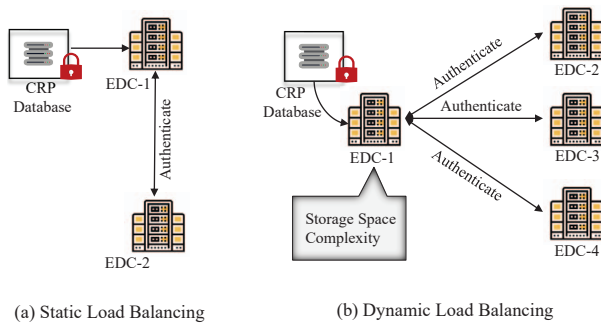 CRP
Database
EDC-1
Authenticate
EDC-2
(a) Static Load Balancing
CRP
Database
EDC-1
Storage Space
Complexity
Authenticate
Authenticate
Authenticate
EDC-2
EDC-3
EDC-4
(b) Dynamic Load Balancing